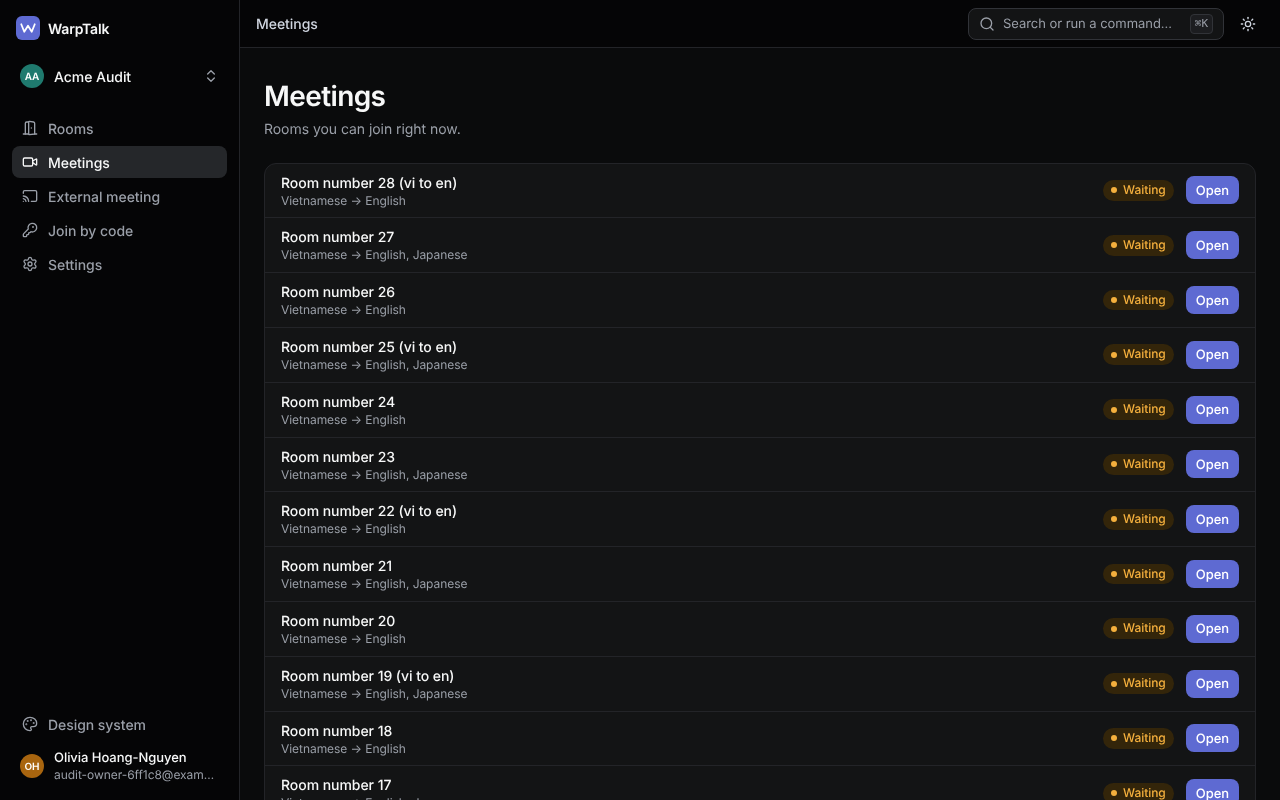 WarpTalk
AA Acme Audit
Rooms
Meetings
External meeting
Join by code
Settings
Design system
OH
Olivia Hoang-Nguyen
audit-owner-6ff1c8@exam...
Meetings
Search or run a command... ⌘K
Meetings
Rooms you can join right now.
Room number 28 (vi to en)
Vietnamese → English
Waiting Open
Room number 27
Vietnamese → English, Japanese
Waiting Open
Room number 26
Vietnamese → English
Waiting Open
Room number 25 (vi to en)
Vietnamese → English, Japanese
Waiting Open
Room number 24
Vietnamese → English
Waiting Open
Room number 23
Vietnamese → English, Japanese
Waiting Open
Room number 22 (vi to en)
Vietnamese → English
Waiting Open
Room number 21
Vietnamese → English, Japanese
Waiting Open
Room number 20
Vietnamese → English
Waiting Open
Room number 19 (vi to en)
Vietnamese → English, Japanese
Waiting Open
Room number 18
Vietnamese → English
Waiting Open
Room number 17
Waiting Open